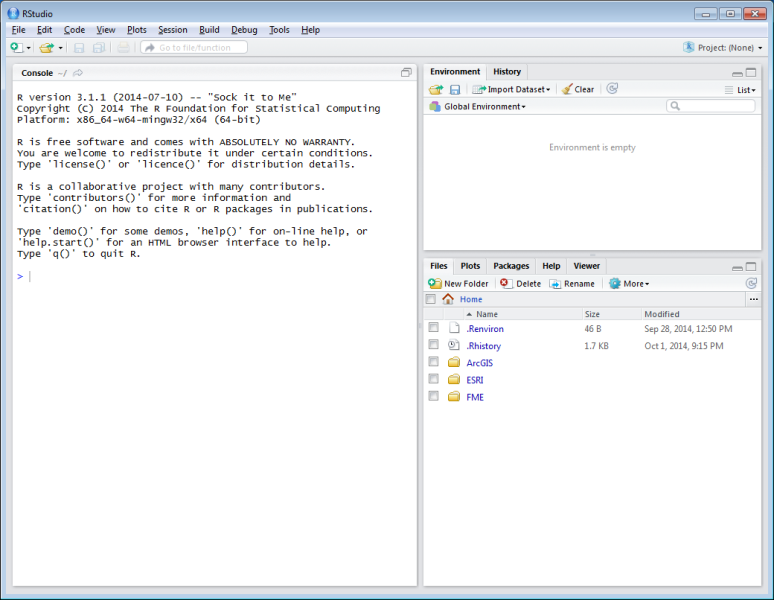 RStudio
File Edit Code View Plots Session Build Debug Tools Help
Go to file/function Project: (None)
Console ~/
R version 3.1.1 (2014-07-10) -- "Sock it to Me"
Copyright (C) 2014 The R Foundation for Statistical Computing
Platform: x86_64-w64-mingw32/x64 (64-bit)
R is free software and comes with ABSOLUTELY NO WARRANTY.
You are welcome to redistribute it under certain conditions.
Type 'license()' or 'licence()' for distribution details.
R is a collaborative project with many contributors.
Type 'contributors()' for more information and
'citation()' on how to cite R or R packages in publications.
Type 'demo()' for some demos, 'help()' for on-line help, or
'help.start()' for an HTML browser interface to help.
Type 'q()' to quit R.
>
Environment History
Import Dataset Clear List
Global Environment
Environment is empty
Files Plots Packages Help Viewer
New Folder Delete Rename More
Home ...
Name Size Modified
.Renviron 46 B Sep 28, 2014, 12:50 PM
.Rhistory 1.7 KB Oct 1, 2014, 9:15 PM
ArcGIS
ESRI
FME